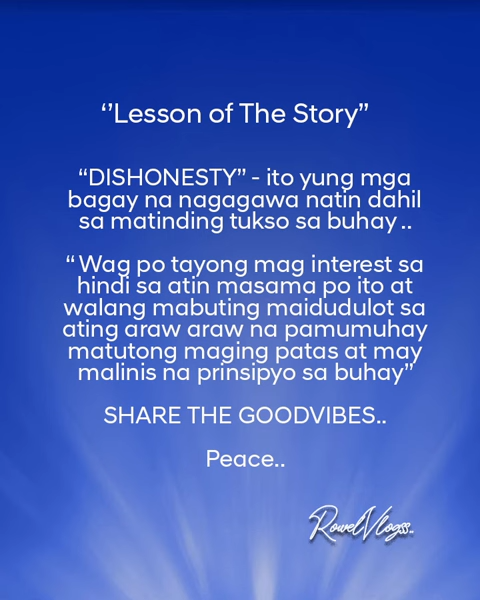 ‘’Lesson of The Story”
“DISHONESTY” - ito yung mga
bagay na nagagawa natin dahil
sa matinding tukso sa buhay ..
“ Wag po tayong mag interest sa
hindi sa atin masama po ito at
walang mabuting maidudulot sa
ating araw araw na pamumuhay
matutong maging patas at may
malinis na prinsipyo sa buhay”
SHARE THE GOODVIBES..
Peace..
RowelVlogss..